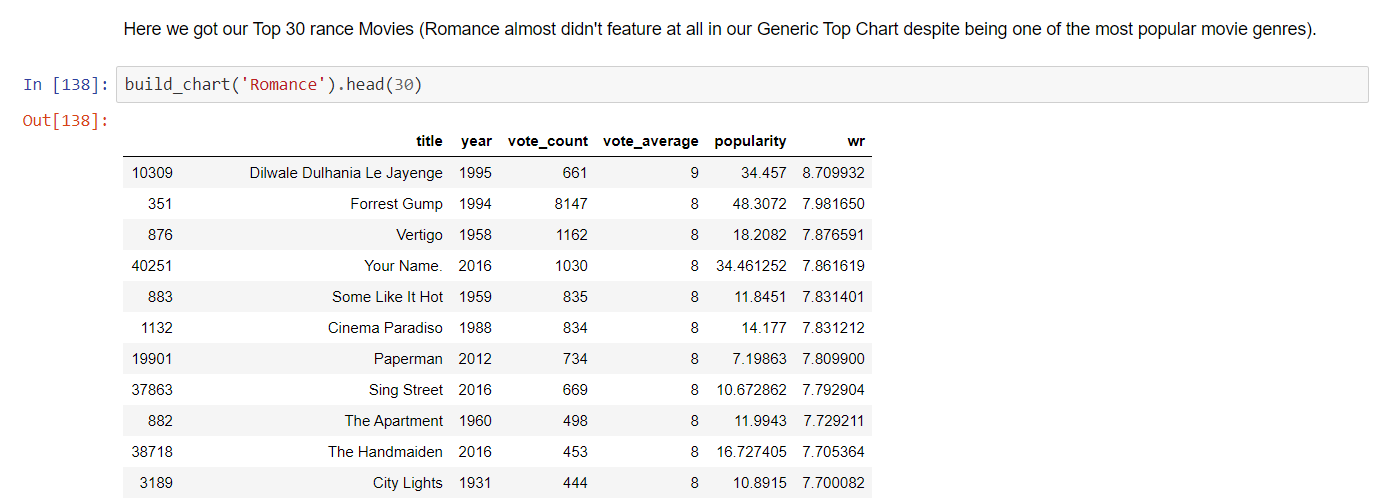 Here we got our Top 30 rance Movies (Romance almost didn't feature at all in our Generic Top Chart despite being one of the most popular movie genres).
In [138]: build_chart('Romance').head(30)
Out[138]:
title year vote_count vote_average popularity wr
10309 Dilwale Dulhania Le Jayenge 1995 661 9 34.457 8.709932
351 Forrest Gump 1994 8147 8 48.3072 7.981650
876 Vertigo 1958 1162 8 18.2082 7.876591
40251 Your Name. 2016 1030 8 34.461252 7.861619
883 Some Like It Hot 1959 835 8 11.8451 7.831401
1132 Cinema Paradiso 1988 834 8 14.177 7.831212
19901 Paperman 2012 734 8 7.19863 7.809900
37863 Sing Street 2016 669 8 10.672862 7.792904
882 The Apartment 1960 498 8 11.9943 7.729211
38718 The Handmaiden 2016 453 8 16.727405 7.705364
3189 City Lights 1931 444 8 10.8915 7.700082